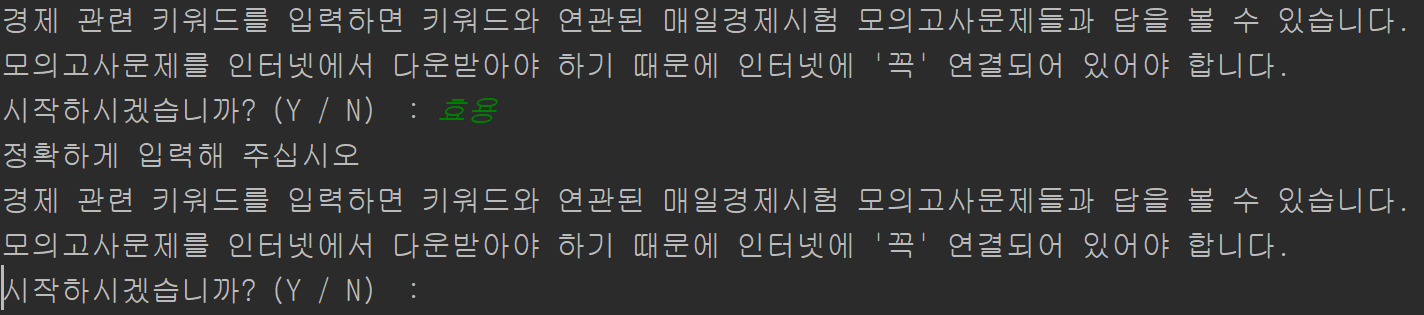 경제 관련 키워드를 입력하면 키워드와 연관된 매일경제시험 모의고사문제들과 답을 볼 수 있습니다.
모의고사문제를 인터넷에서 다운받아야 하기 때문에 인터넷에 '꼭' 연결되어 있어야 합니다.
시작하시겠습니까? (Y / N)  : 효용
정확하게 입력해 주십시오
경제 관련 키워드를 입력하면 키워드와 연관된 매일경제시험 모의고사문제들과 답을 볼 수 있습니다.
모의고사문제를 인터넷에서 다운받아야 하기 때문에 인터넷에 '꼭' 연결되어 있어야 합니다.
시작하시겠습니까? (Y / N)  :